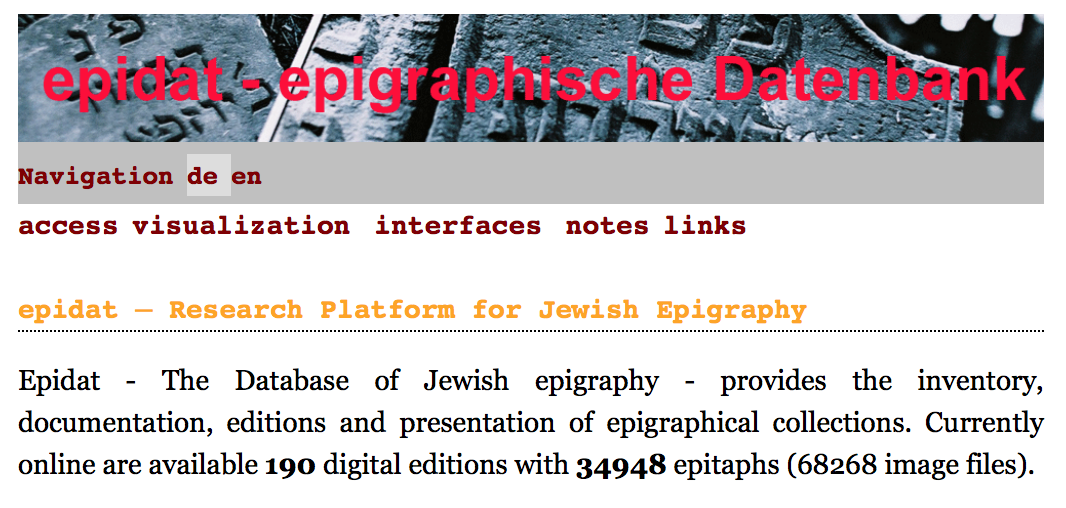 epidat - epigraphische Datenbank
Navigation de en
access visualization interfaces notes links
epidat — Research Platform for Jewish Epigraphy
Epidat - The Database of Jewish epigraphy - provides the inventory,
documentation, editions and presentation of epigraphical collections. Currently
online are available 190 digital editions with 34948 epitaphs (68268 image files).